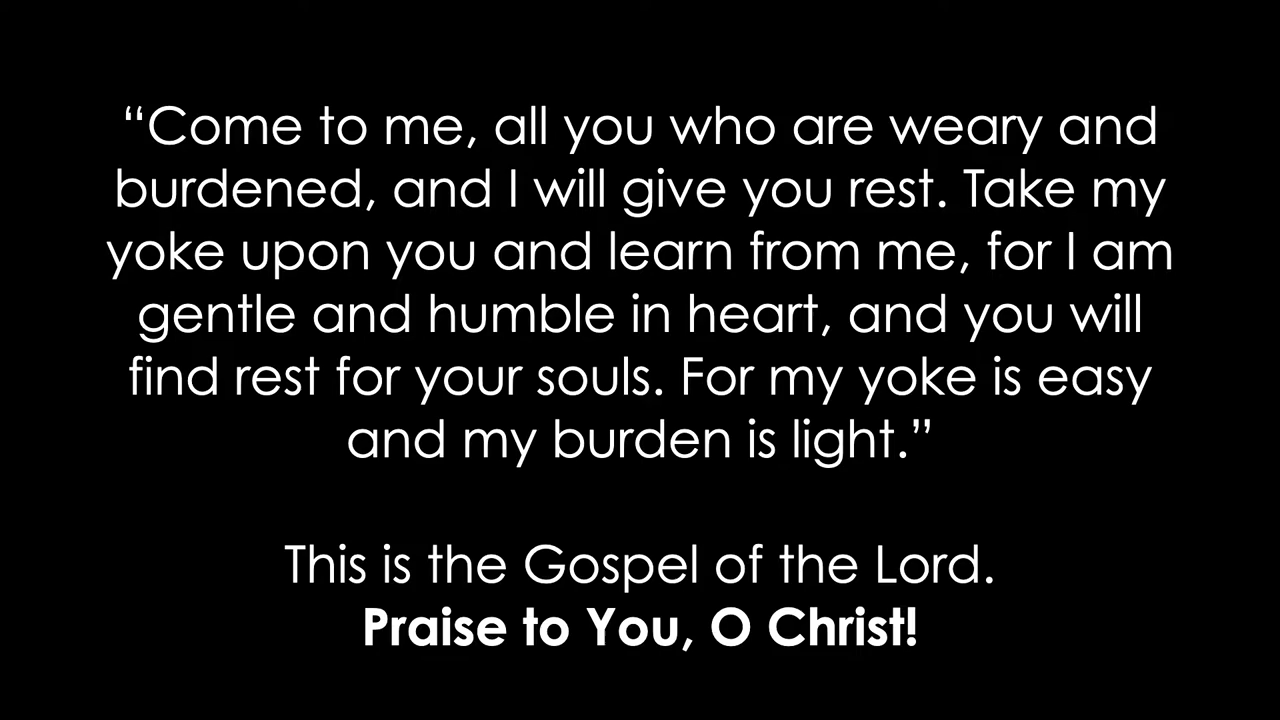 “Come to me, all you who are weary and
burdened, and I will give you rest. Take my
yoke upon you and learn from me, for I am
gentle and humble in heart, and you will
find rest for your souls. For my yoke is easy
and my burden is light.”
This is the Gospel of the Lord.
Praise to You, O Christ!